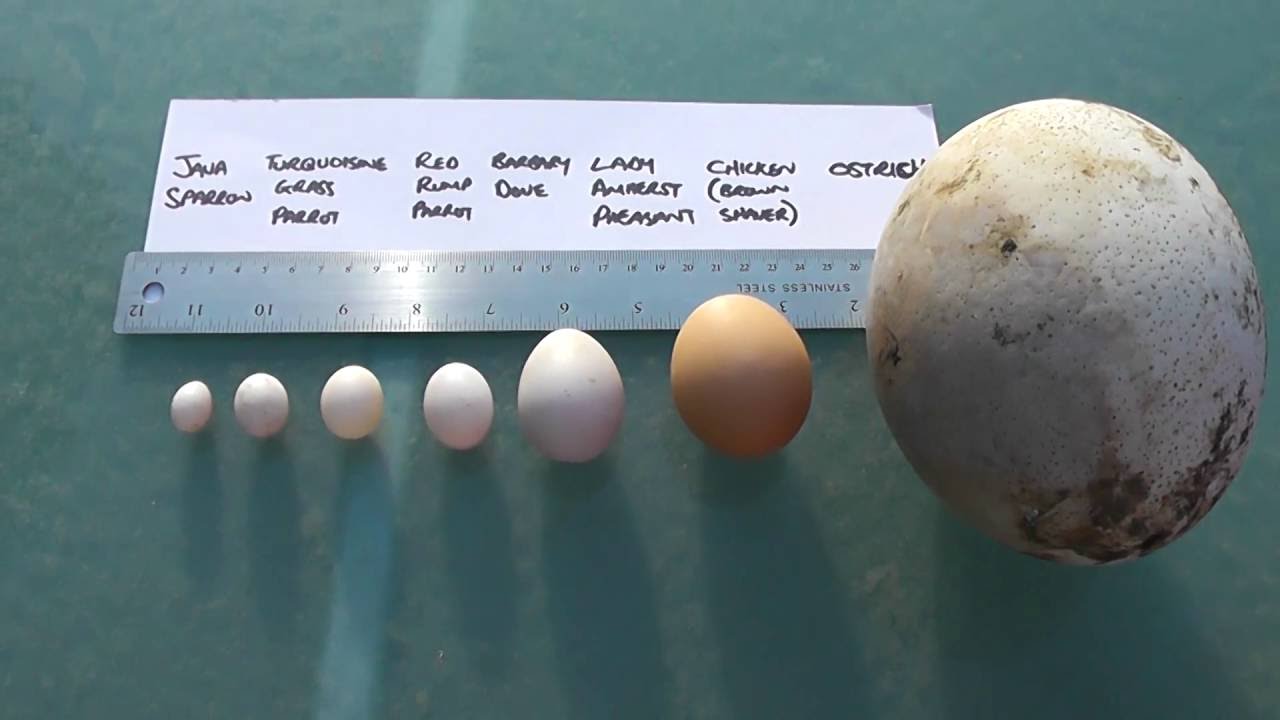 JAVA TURQUOISINE RED BARBARY LADY CHICKEN OSTRICH
SPARROW GRASS RUMP DOVE AMHERST (BROWN
PARROT PARROT PHEASANT SHAVER)
1 2 3 4 5 6 7 8 9 10 11 12 13 14 15 16 17 18 19 20 21 22 23 24 25 26
STAINLESS STEEL
12 11 10 9 8 7 6 5 3 2